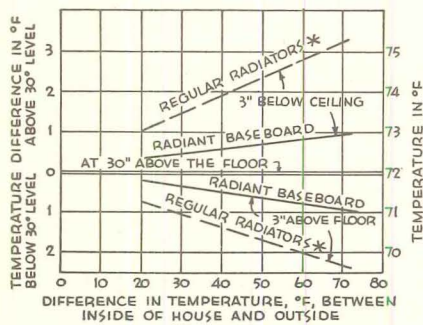 TEMPERATURE DIFFERENCE IN °F
ABOVE 30" LEVEL
BELOW 30" LEVEL
3
2
1
0
1
2
REGULAR RADIATORS *
3" BELOW CEILING
RADIANT BASEBOARD
AT 30" ABOVE THE FLOOR
RADIANT BASEBOARD
3" ABOVE FLOOR
REGULAR RADIATORS *
75
74
73
72
71
70
TEMPERATURE IN °F
20 30 40 50 60 70 80
DIFFERENCE IN TEMPERATURE, °F, BETWEEN
INSIDE OF HOUSE AND OUTSIDE